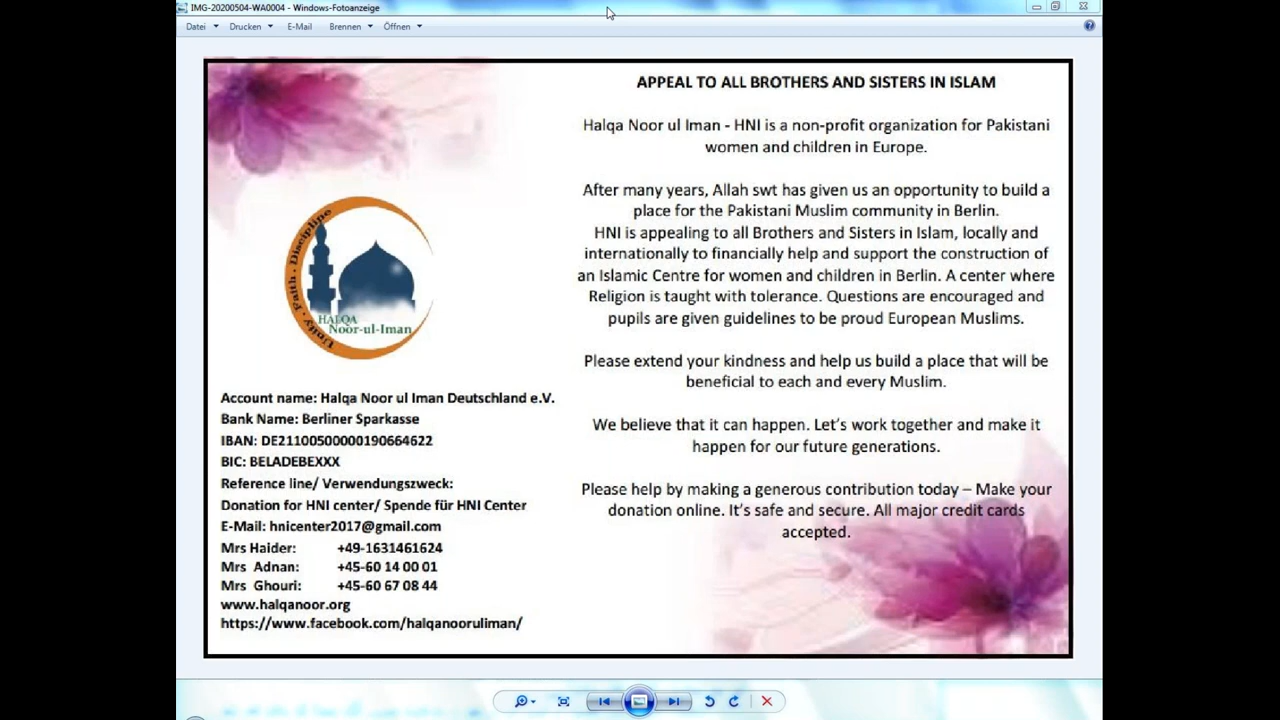 IMG-20200504-WA0004 - Windows-Fotoanzeige
Datei Drucken E-Mail Brennen Öffnen
APPEAL TO ALL BROTHERS AND SISTERS IN ISLAM
Halqa Noor ul Iman - HNI is a non-profit organization for Pakistani
women and children in Europe.
After many years, Allah swt has given us an opportunity to build a
place for the Pakistani Muslim community in Berlin.
HNI is appealing to all Brothers and Sisters in Islam, locally and
internationally to financially help and support the construction of
an Islamic Centre for women and children in Berlin. A center where
Religion is taught with tolerance. Questions are encouraged and
pupils are given guidelines to be proud European Muslims.
Please extend your kindness and help us build a place that will be
beneficial to each and every Muslim.
We believe that it can happen. Let's work together and make it
happen for our future generations.
Please help by making a generous contribution today – Make your
donation online. It's safe and secure. All major credit cards
accepted.
Unity · Faith · Discipline
HALQA
Noor-ul-Iman
Account name: Halqa Noor ul Iman Deutschland e.V.
Bank Name: Berliner Sparkasse
IBAN: DE21100500000190664622
BIC: BELADEBEXXX
Reference line/ Verwendungszweck:
Donation for HNI center/ Spende für HNI Center
E-Mail: hnicenter2017@gmail.com
Mrs Haider: +49-1631461624
Mrs Adnan: +45-60 14 00 01
Mrs Ghouri: +45-60 67 08 44
www.halqanoor.org
https://www.facebook.com/halqanooruliman/